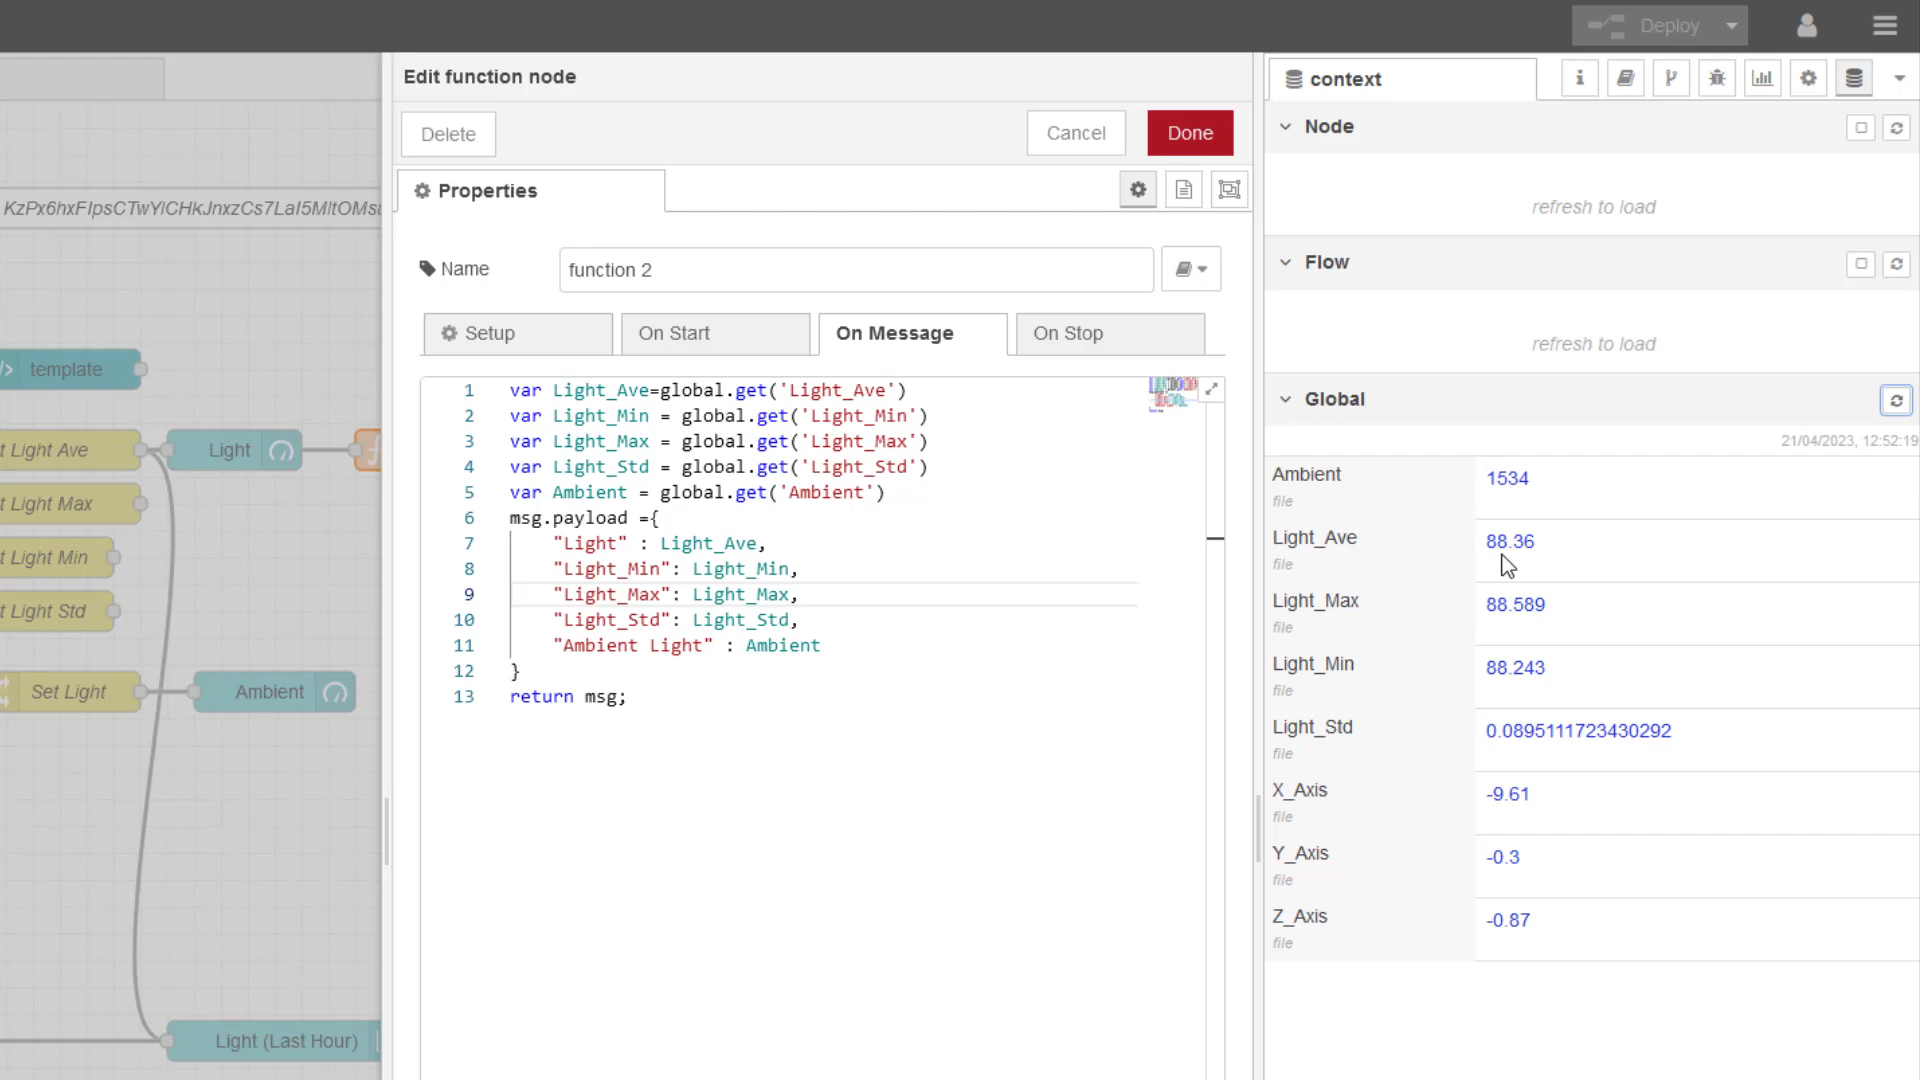 Deploy
Edit function node
Delete
Cancel
Done
Properties
Name
function 2
Setup
On Start
On Message
On Stop
1 var Light_Ave=global.get('Light_Ave')
2 var Light_Min = global.get('Light_Min')
3 var Light_Max = global.get('Light_Max')
4 var Light_Std = global.get('Light_Std')
5 var Ambient = global.get('Ambient')
6 msg.payload ={
7 "Light" : Light_Ave,
8 "Light_Min": Light_Min,
9 "Light_Max": Light_Max,
10 "Light_Std": Light_Std,
11 "Ambient Light" : Ambient
12 }
13 return msg;
template
t Light Ave
Light
t Light Max
t Light Min
t Light Std
Set Light
Ambient
Light (Last Hour)
context
Node
refresh to load
Flow
refresh to load
Global
21/04/2023, 12:52:19
Ambient 1534
file
Light_Ave 88.36
file
Light_Max 88.589
file
Light_Min 88.243
file
Light_Std 0.0895111723430292
file
X_Axis -9.61
file
Y_Axis -0.3
file
Z_Axis -0.87
file